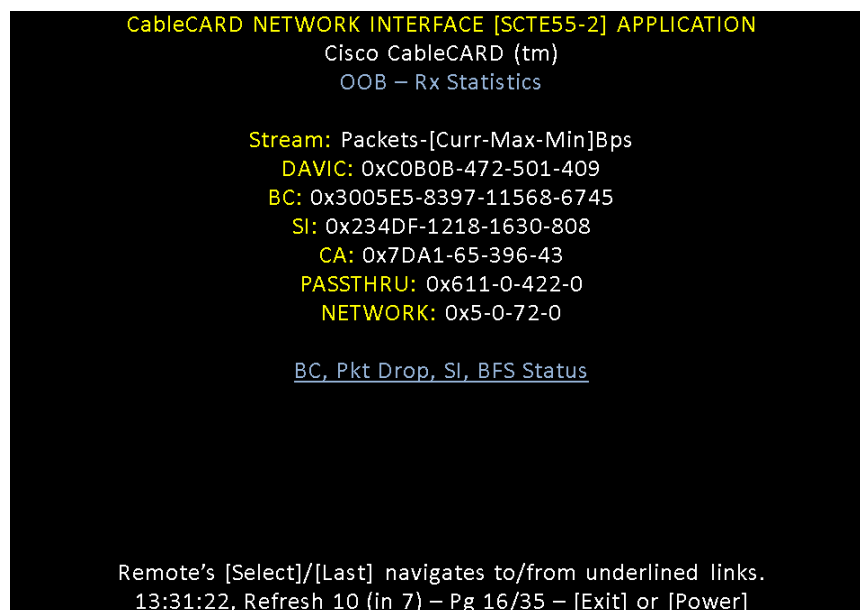 CableCARD NETWORK INTERFACE [SCTE55-2] APPLICATION
Cisco CableCARD (tm)
OOB – Rx Statistics
Stream: Packets-[Curr-Max-Min]Bps
DAVIC: 0xC0B0B-472-501-409
BC: 0x3005E5-8397-11568-6745
SI: 0x234DF-1218-1630-808
CA: 0x7DA1-65-396-43
PASSTHRU: 0x611-0-422-0
NETWORK: 0x5-0-72-0
BC, Pkt Drop, SI, BFS Status
Remote's [Select]/[Last] navigates to/from underlined links.
13:31:22, Refresh 10 (in 7) – Pg 16/35 – [Exit] or [Power]